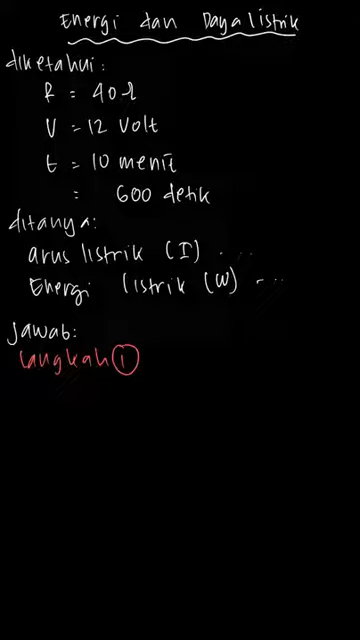 Energi dan Daya listrik
diketahui:
R = 40 Ω
V = 12 volt
t = 10 menit
= 600 detik
ditanya:
arus listrik (I) ...
Energi listrik (W) ...
Jawab:
Langkah ①